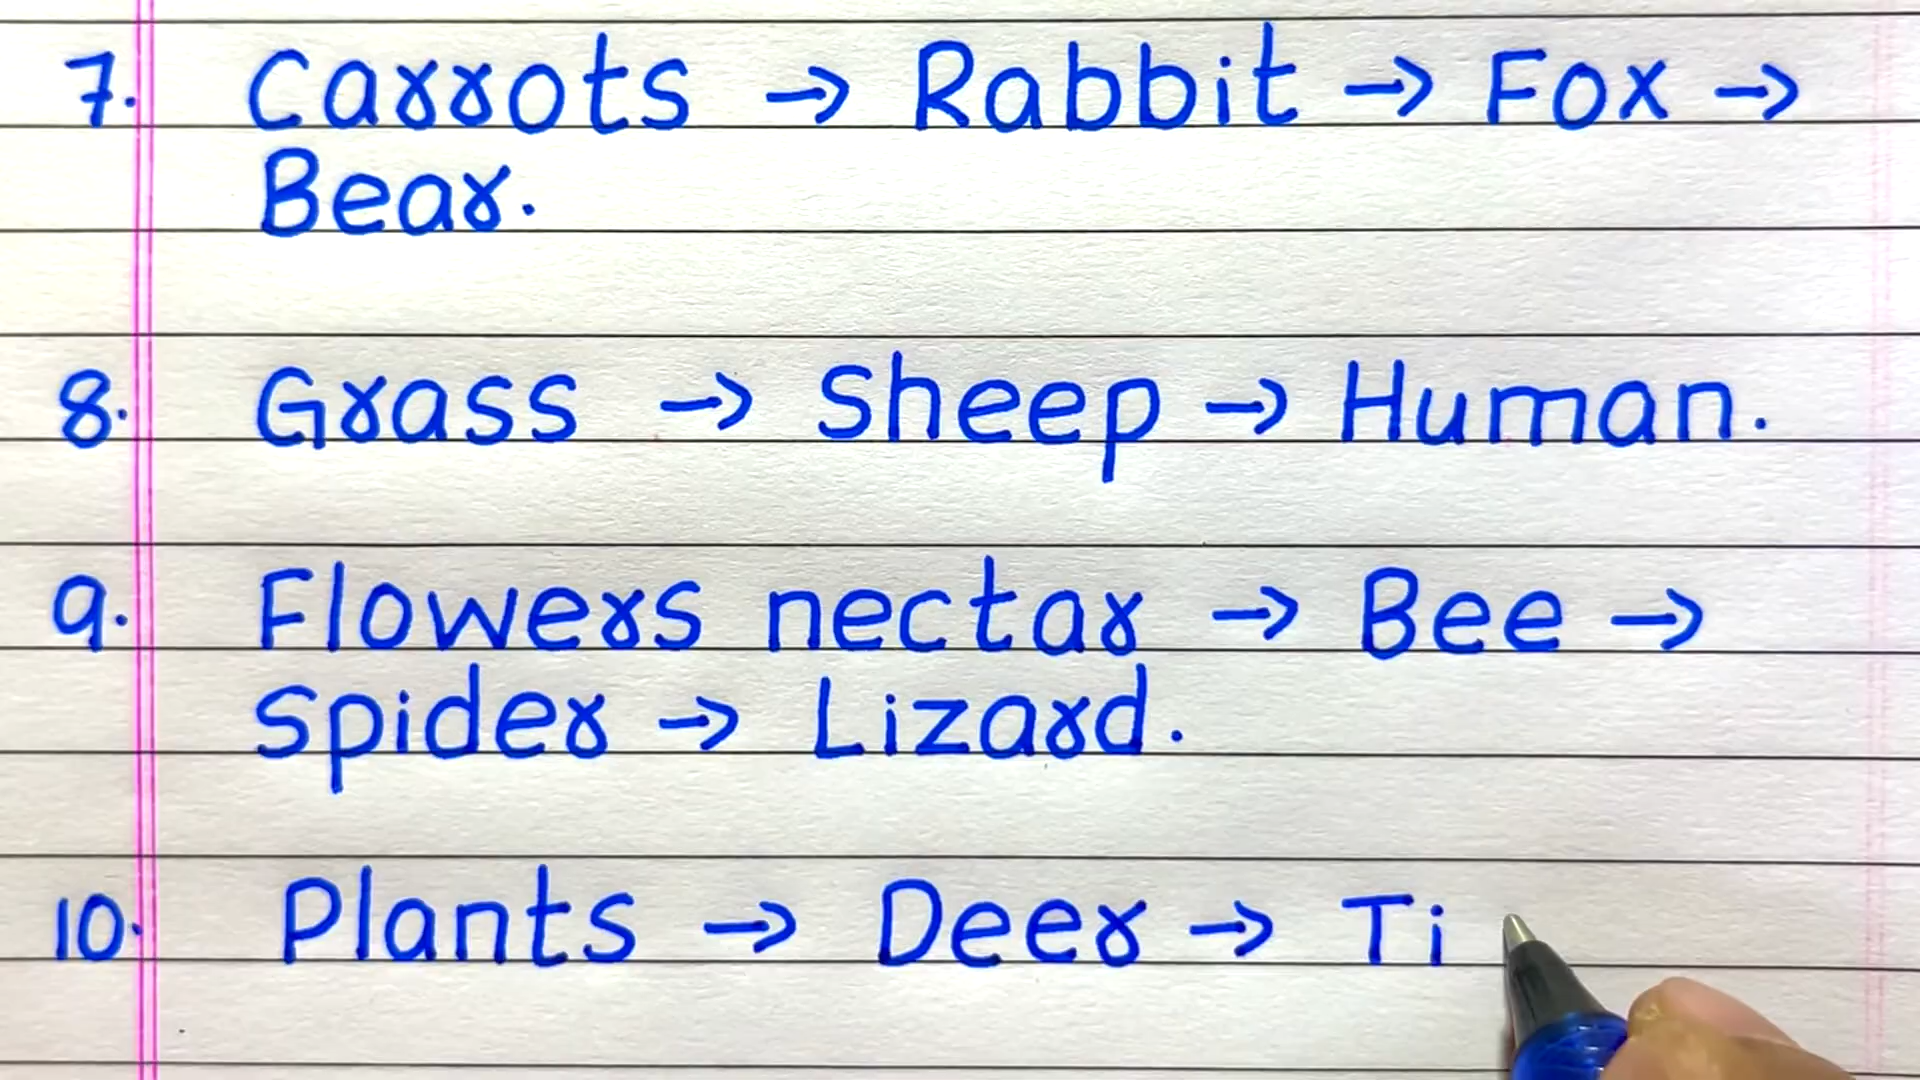 7. Carrots → Rabbit → Fox →
Bear.
8. Grass → Sheep → Human.
9. Flowers nectar → Bee →
Spider → Lizard.
10. Plants → Deer → Ti